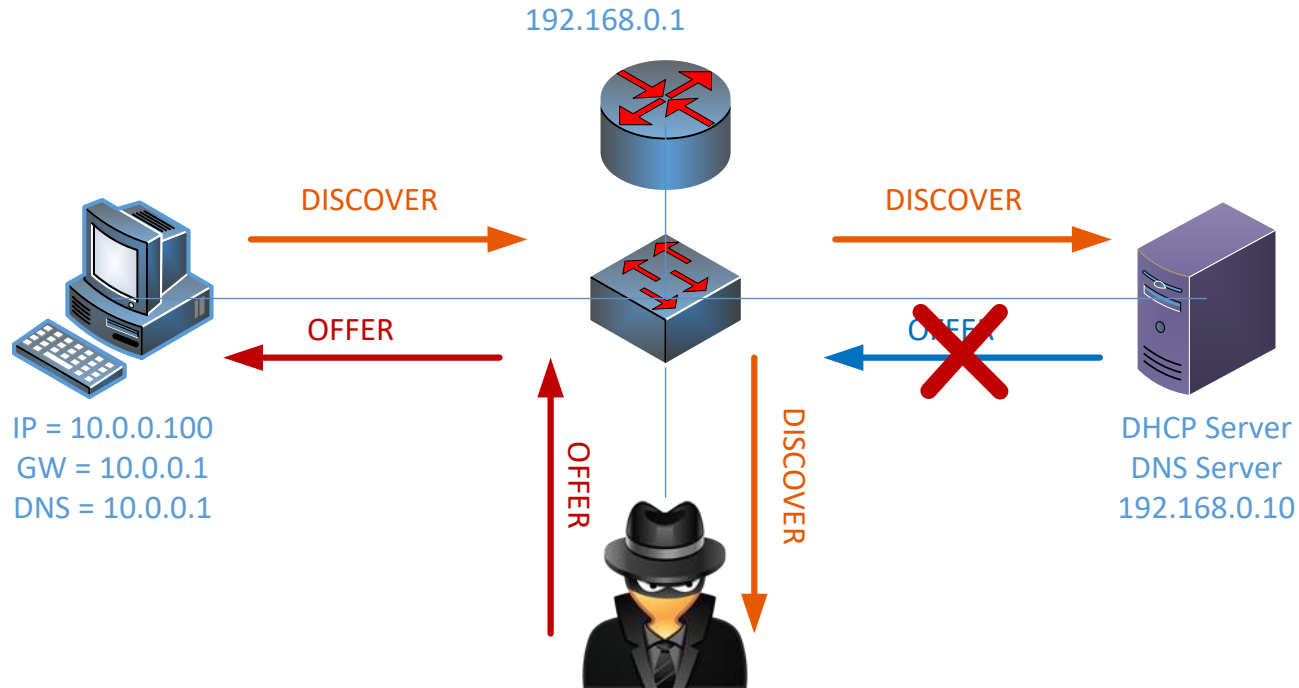 192.168.0.1
DISCOVER
DISCOVER
OFFER
OFFER
IP = 10.0.0.100
GW = 10.0.0.1
DNS = 10.0.0.1
OFFER
DISCOVER
DHCP Server
DNS Server
192.168.0.10